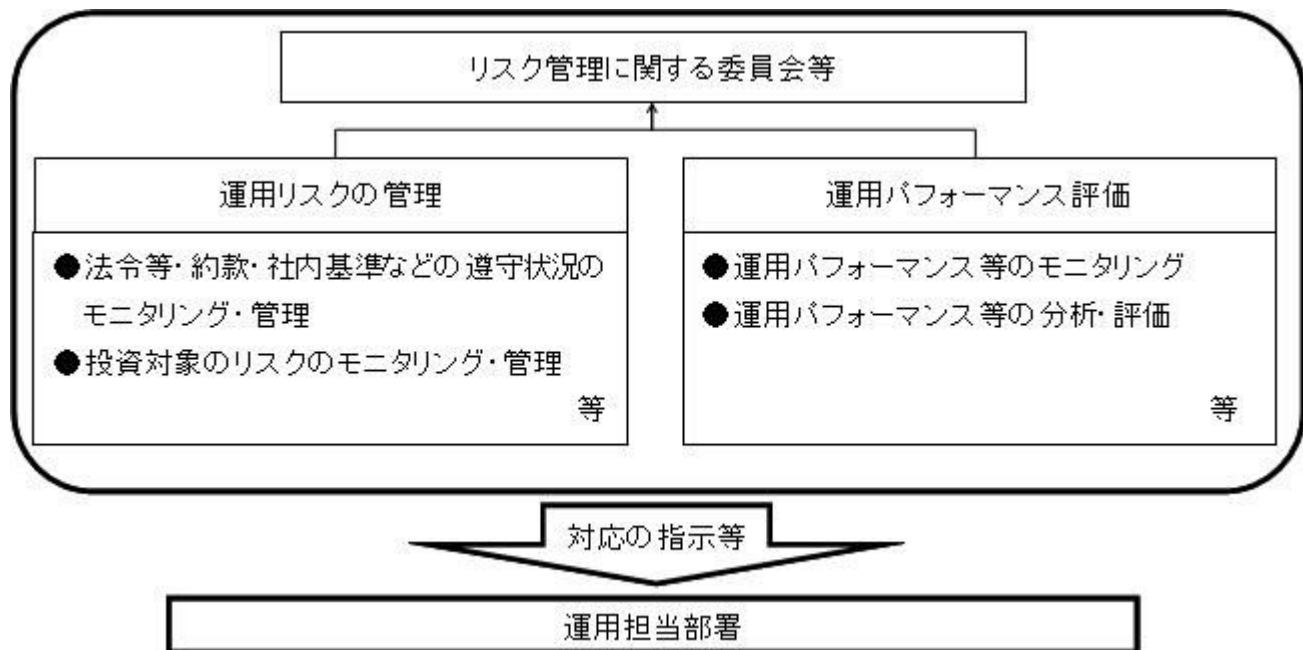 リスク管理に関する委員会等
運用リスクの管理
●法令等・約款・社内基準などの遵守状況の
モニタリング・管理
●投資対象のリスクのモニタリング・管理
等
運用パフォーマンス評価
●運用パフォーマンス等のモニタリング
●運用パフォーマンス等の分析・評価
等
対応の指示等
運用担当部署